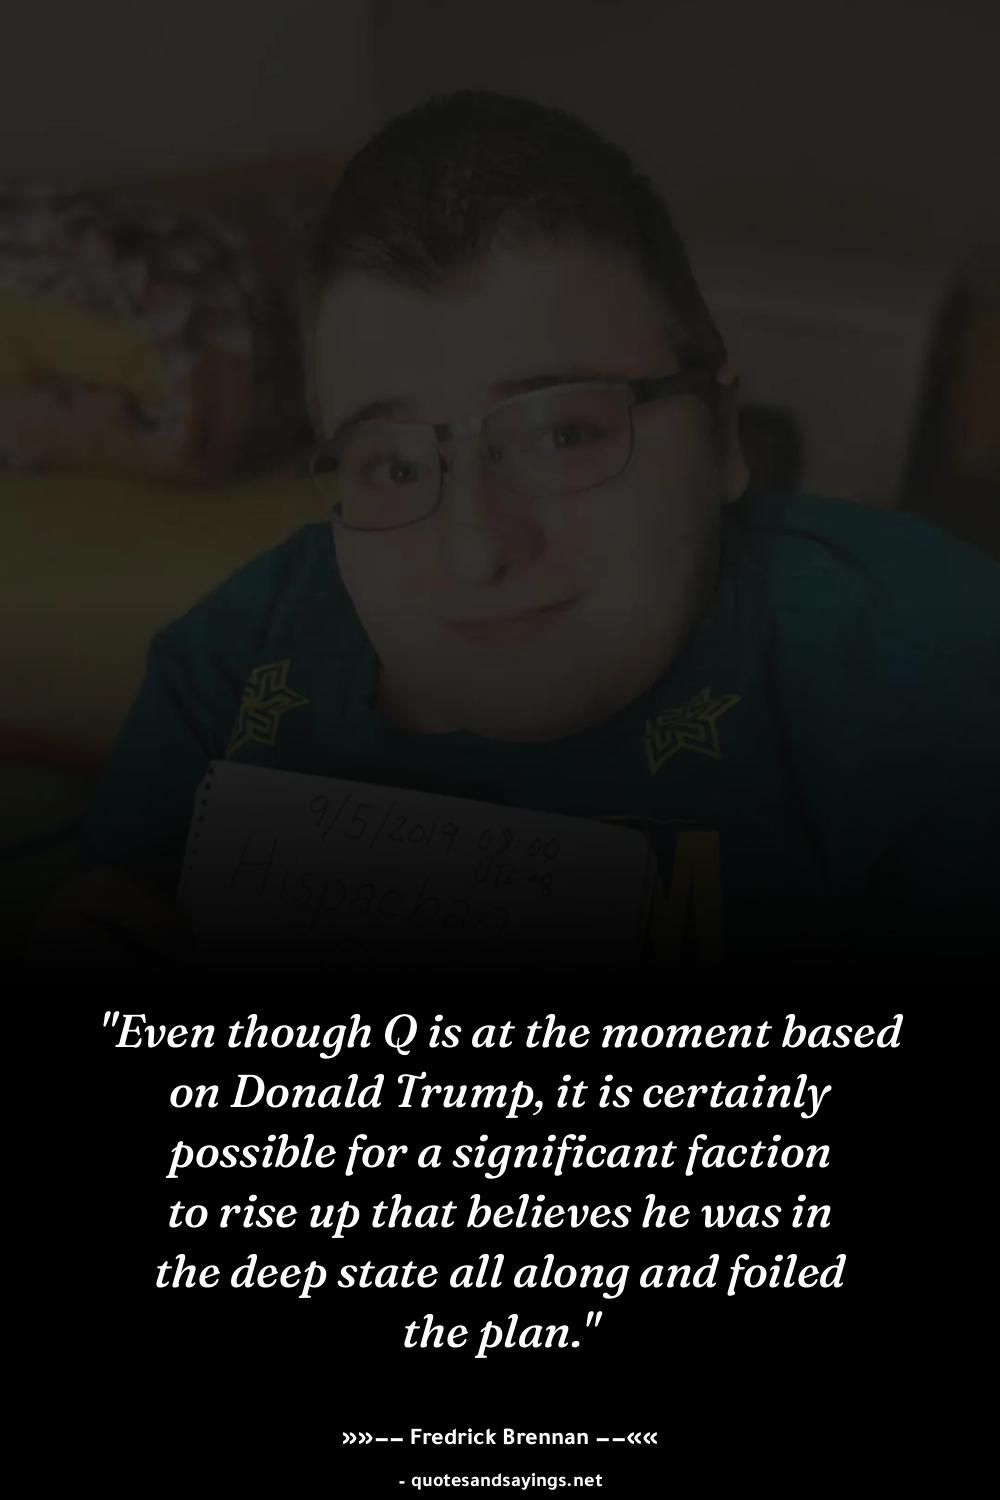 9/5/2019 09:00
UTC+8
Hispachan
M
"Even though Q is at the moment based
on Donald Trump, it is certainly
possible for a significant faction
to rise up that believes he was in
the deep state all along and foiled
the plan."
»»–– Fredrick Brennan ––««
- quotesandsayings.net